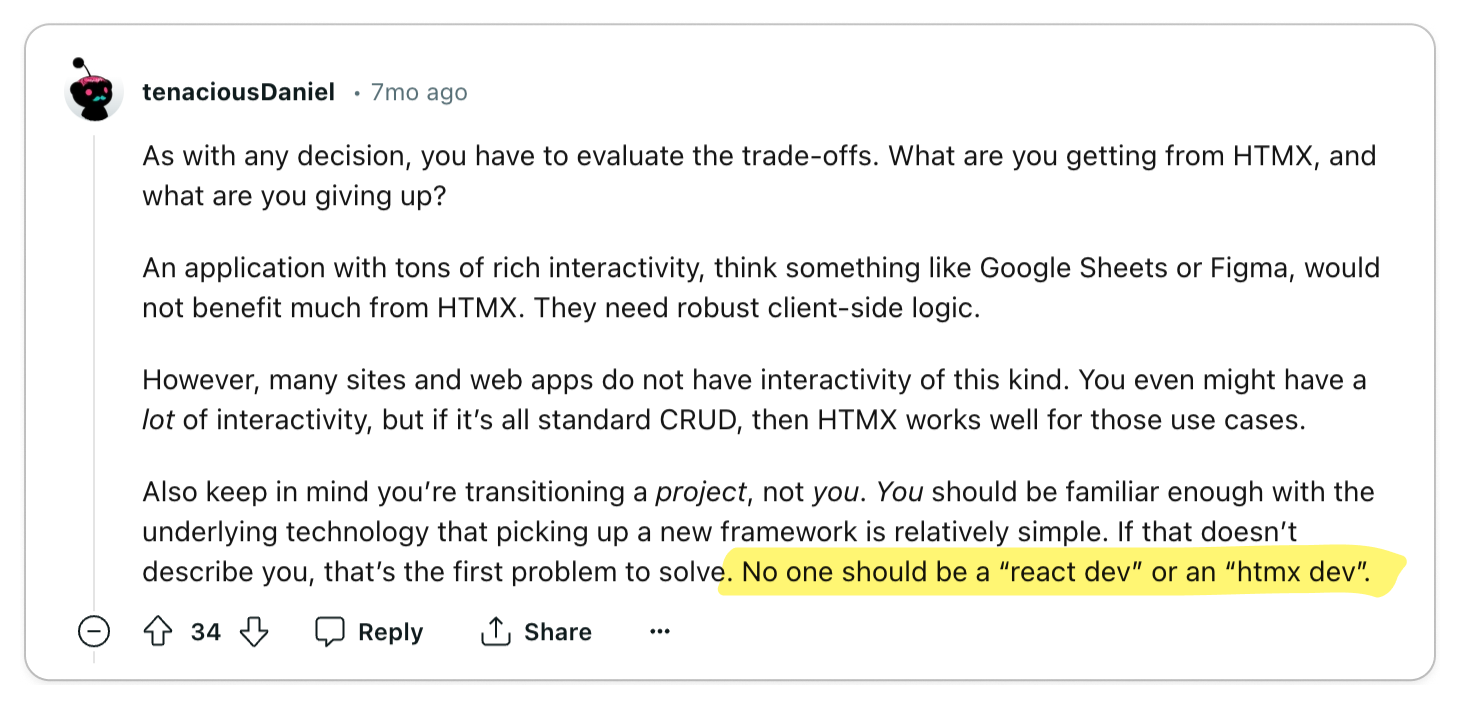 tenaciousDaniel • 7mo ago
As with any decision, you have to evaluate the trade-offs. What are you getting from HTMX, and
what are you giving up?
An application with tons of rich interactivity, think something like Google Sheets or Figma, would
not benefit much from HTMX. They need robust client-side logic.
However, many sites and web apps do not have interactivity of this kind. You even might have a
lot of interactivity, but if it’s all standard CRUD, then HTMX works well for those use cases.
Also keep in mind you’re transitioning a project, not you. You should be familiar enough with the
underlying technology that picking up a new framework is relatively simple. If that doesn’t
describe you, that’s the first problem to solve. No one should be a “react dev” or an “htmx dev”.
34 Reply Share ...